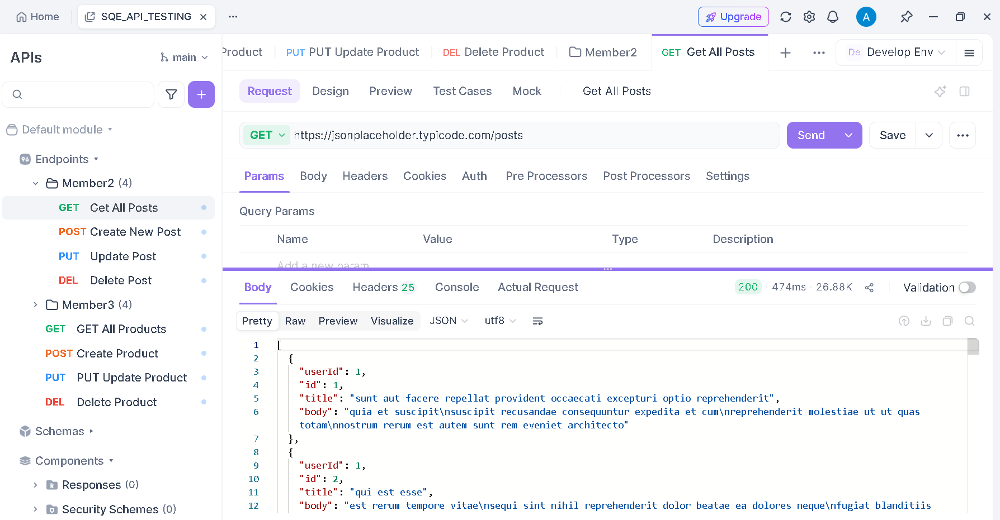 Home
SQE_API_TESTING
Upgrade
A
APIs
main
Default module
Endpoints
Member2 (4)
GET Get All Posts
POST Create New Post
PUT Update Post
DEL Delete Post
Member3 (4)
GET GET All Products
POST Create Product
PUT PUT Update Product
DEL Delete Product
Schemas
Components
Responses (0)
Security Schemes (0)
Product
PUT PUT Update Product
DEL Delete Product
Member2
GET Get All Posts
De Develop Env
Request Design Preview Test Cases Mock Get All Posts
GET https://jsonplaceholder.typicode.com/posts
Send Save
Params Body Headers Cookies Auth Pre Processors Post Processors Settings
Query Params
Name Value Type Description
Add a new param
Body Cookies Headers 25 Console Actual Request
200 · 474ms · 26.88K
Validation
Pretty Raw Preview Visualize JSON utf8
1 [
2 {
3 "userId": 1,
4 "id": 1,
5 "title": "sunt aut facere repellat provident occaecati excepturi optio reprehenderit",
6 "body": "quia et suscipit\nsuscipit recusandae consequuntur expedita et cum\nreprehenderit molestiae ut ut quas
totam\nnostrum rerum est autem sunt rem eveniet architecto"
7 },
8 {
9 "userId": 1,
10 "id": 2,
11 "title": "qui est esse",
12 "body": "est rerum tempore vitae\nsequi sint nihil reprehenderit dolor beatae ea dolores neque\nfugiat blanditiis